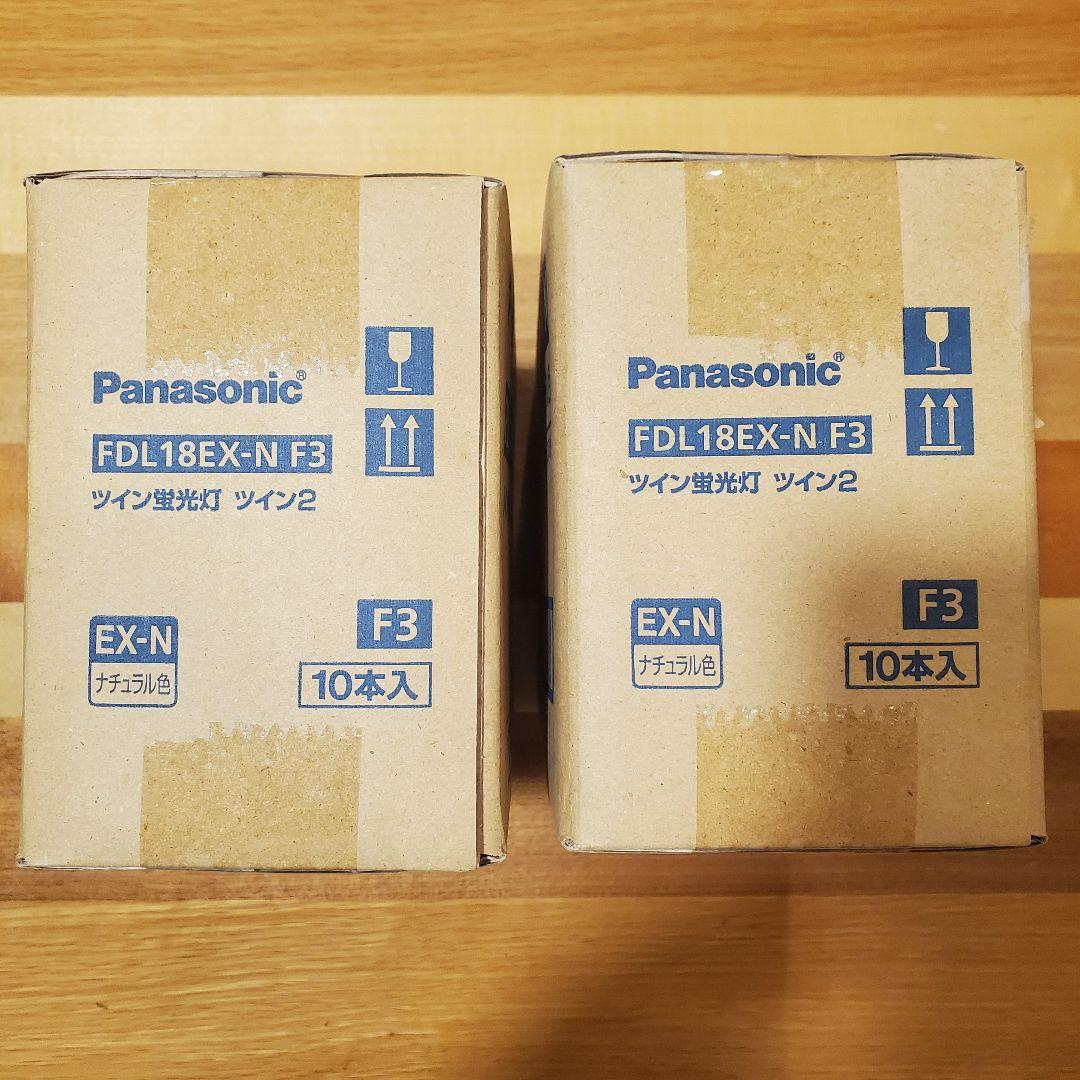 Panasonic®
FDL18EX-N F3
ツイン蛍光灯 ツイン2
EX-N
ナチュラル色
F3
10本入
Panasonic®
FDL18EX-N F3
ツイン蛍光灯 ツイン2
EX-N
ナチュラル色
F3
10本入